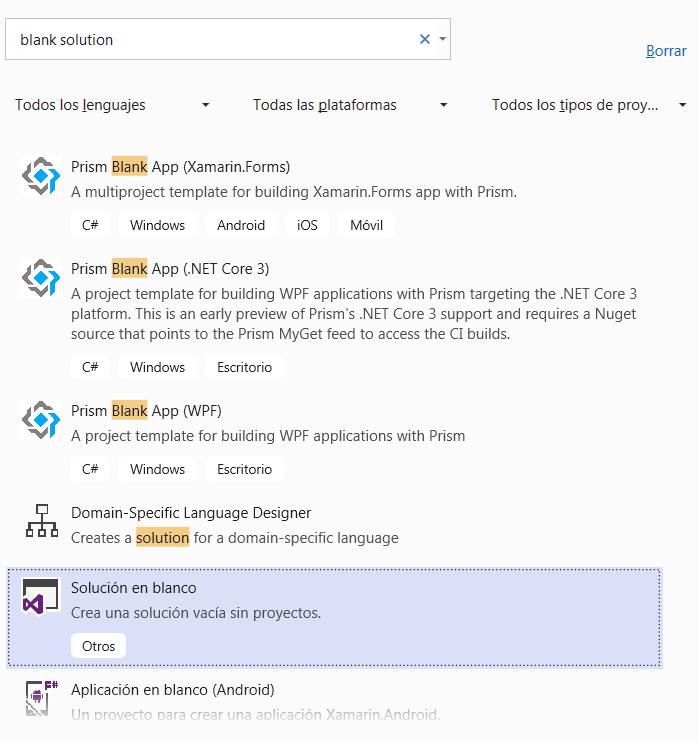 blank solution
Borrar
Todos los lenguajes
Todas las plataformas
Todos los tipos de proy...
Prism Blank App (Xamarin.Forms)
A multiproject template for building Xamarin.Forms app with Prism.
C# Windows Android iOS Móvil
Prism Blank App (.NET Core 3)
A project template for building WPF applications with Prism targeting the .NET Core 3
platform. This is an early preview of Prism's .NET Core 3 support and requires a Nuget
source that points to the Prism MyGet feed to access the CI builds.
C# Windows Escritorio
Prism Blank App (WPF)
A project template for building WPF applications with Prism
C# Windows Escritorio
Domain-Specific Language Designer
Creates a solution for a domain-specific language
Solución en blanco
Crea una solución vacía sin proyectos.
Otros
F#
Aplicación en blanco (Android)
Un proyecto para crear una aplicación Xamarin.Android.